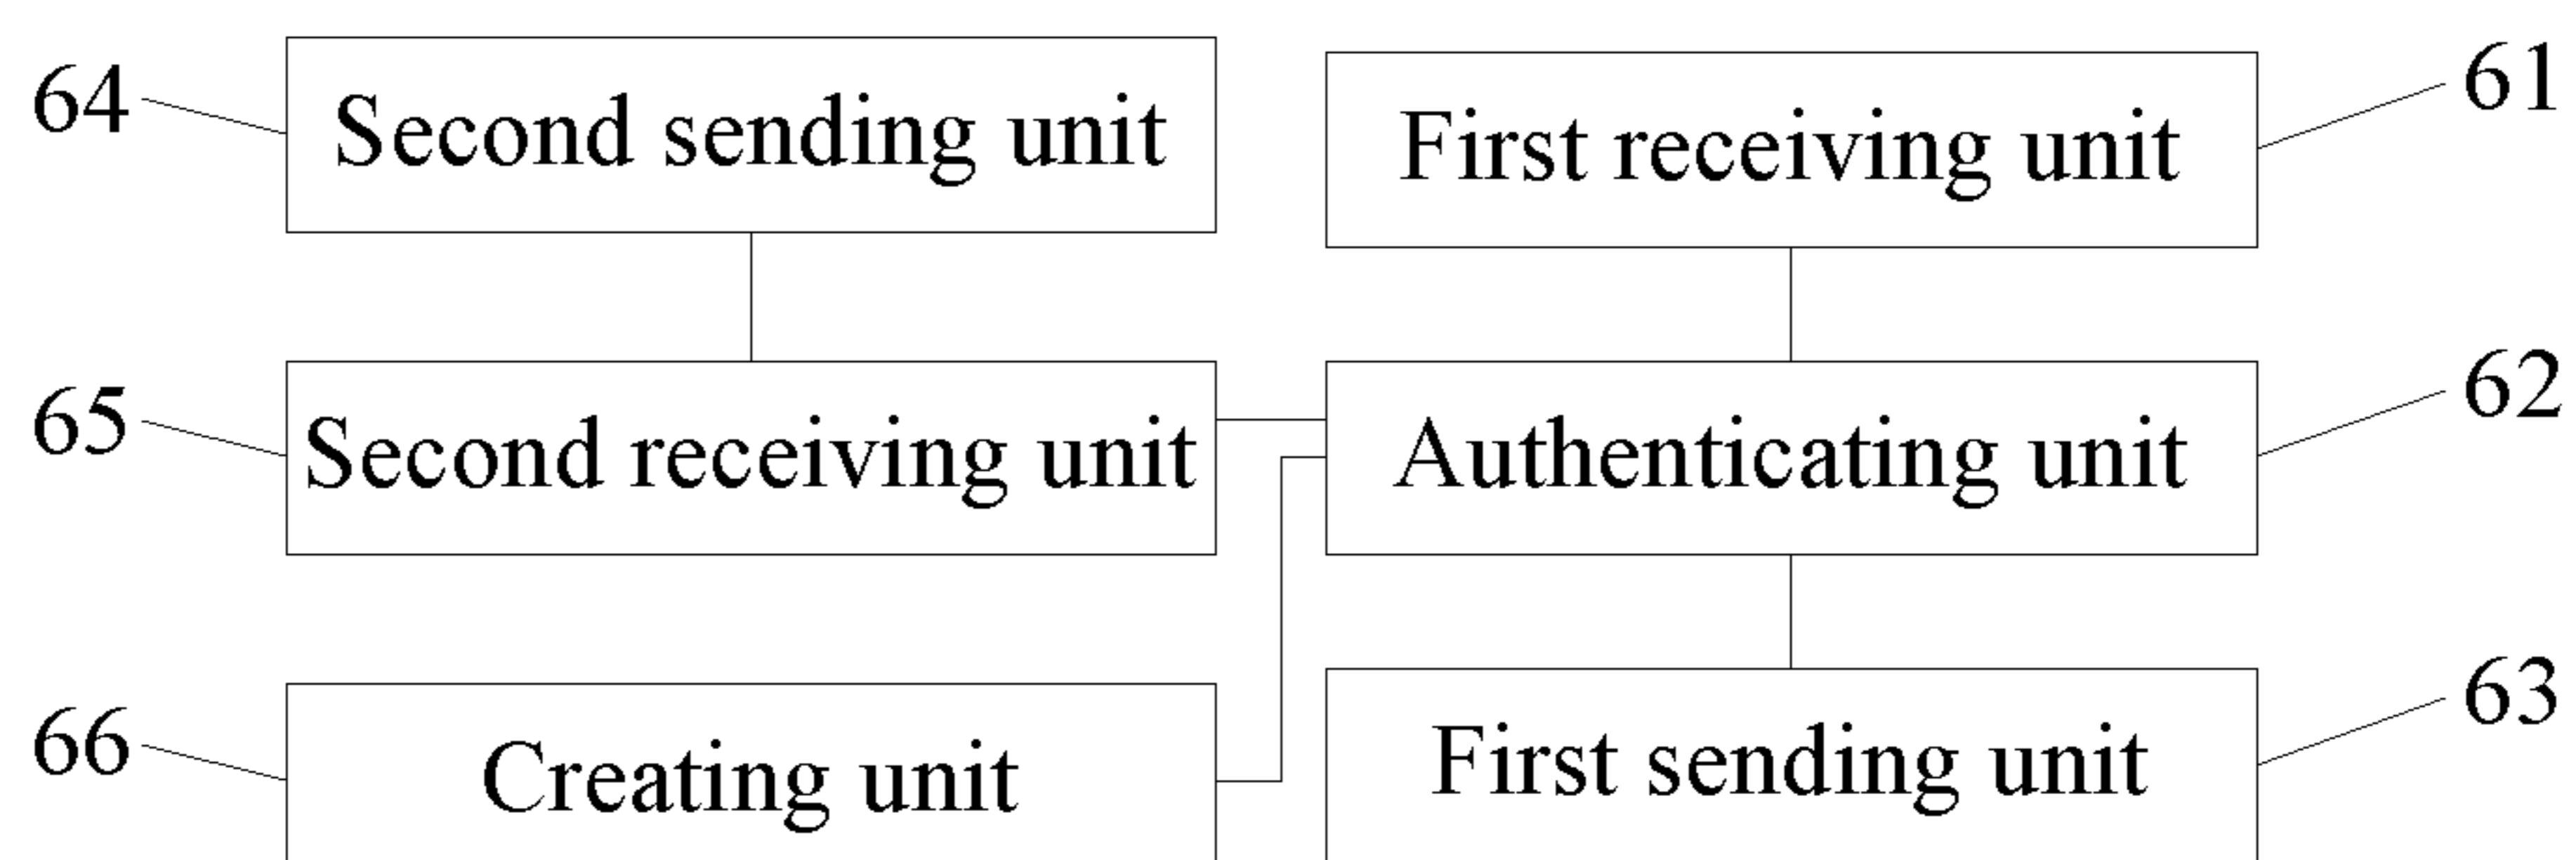 64
Second sending unit
First receiving unit
61
65
Second receiving unit
Authenticating unit
62
66
Creating unit
First sending unit
63